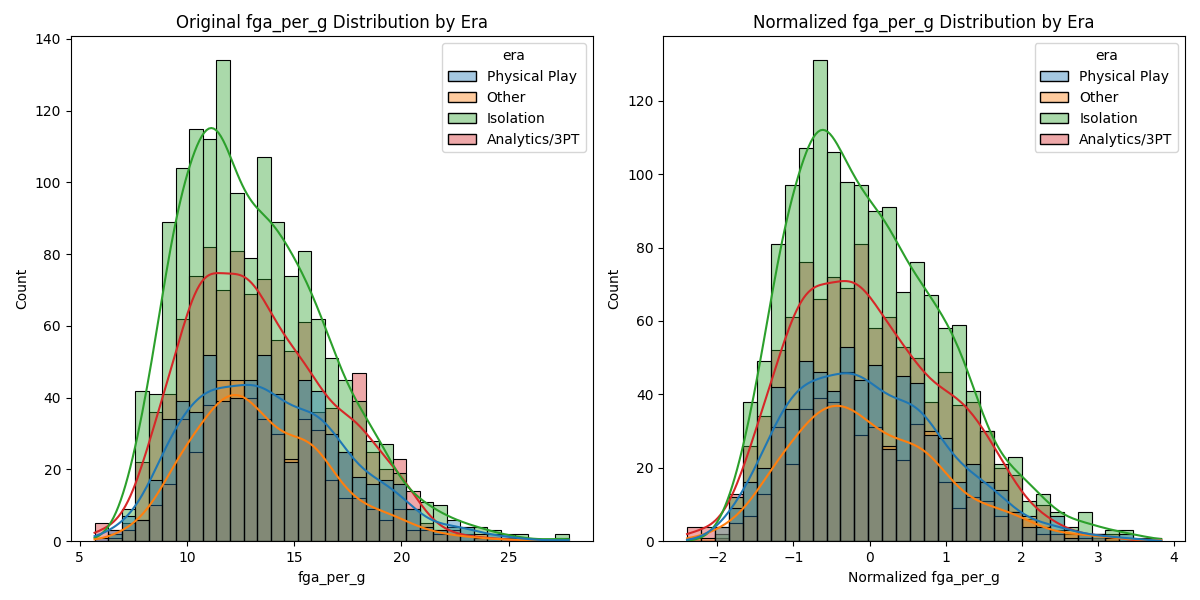 Original fga_per_g Distribution by Era
era
Physical Play
Other
Isolation
Analytics/3PT
Count
0
20
40
60
80
100
120
140
5
10
15
20
25
fga_per_g
Normalized fga_per_g Distribution by Era
era
Physical Play
Other
Isolation
Analytics/3PT
Count
0
20
40
60
80
100
120
−2
−1
0
1
2
3
4
Normalized fga_per_g